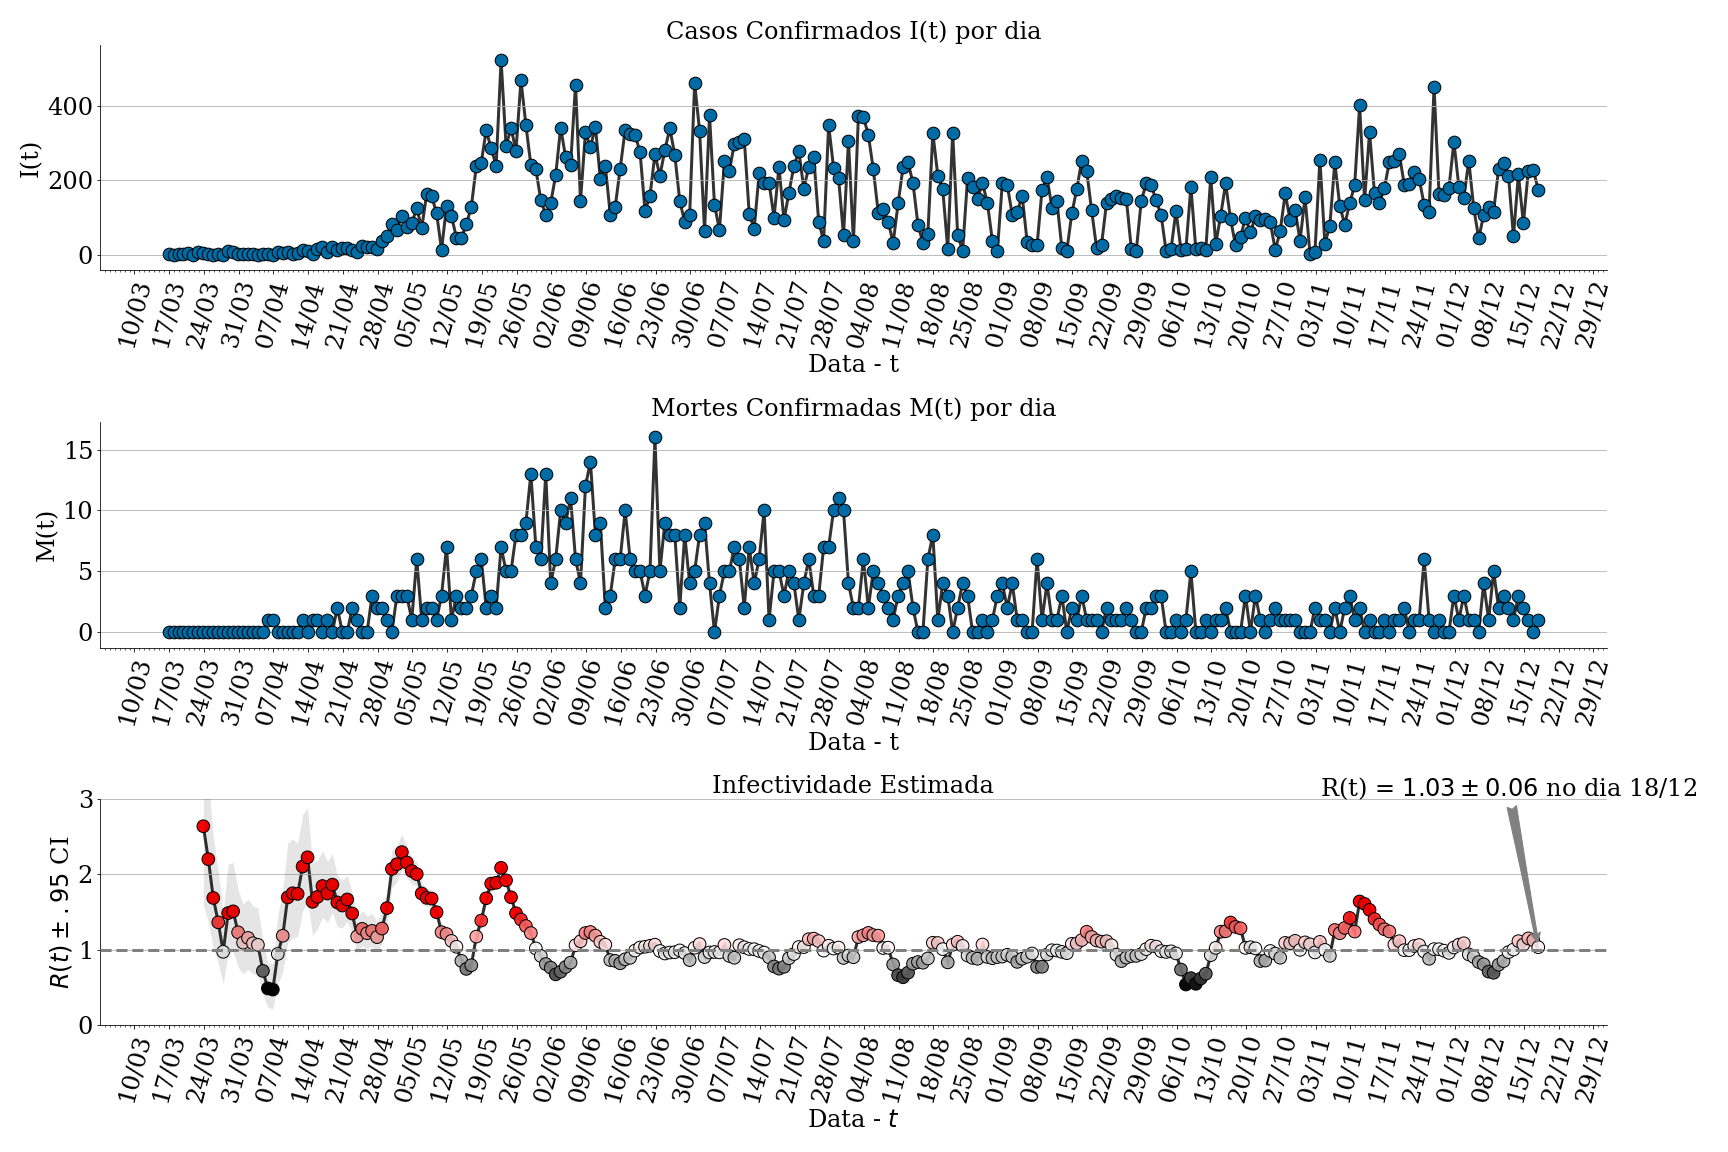 Casos Confirmados I(t) por dia
I(t)
400
200
0
10/03 17/03 24/03 31/03 07/04 14/04 21/04 28/04 05/05 12/05 19/05 26/05 02/06 09/06 16/06 23/06 30/06 07/07 14/07 21/07 28/07 04/08 11/08 18/08 25/08 01/09 08/09 15/09 22/09 29/09 06/10 13/10 20/10 27/10 03/11 10/11 17/11 24/11 01/12 08/12 15/12 22/12 29/12
Data - t
Mortes Confirmadas M(t) por dia
M(t)
15
10
5
0
10/03 17/03 24/03 31/03 07/04 14/04 21/04 28/04 05/05 12/05 19/05 26/05 02/06 09/06 16/06 23/06 30/06 07/07 14/07 21/07 28/07 04/08 11/08 18/08 25/08 01/09 08/09 15/09 22/09 29/09 06/10 13/10 20/10 27/10 03/11 10/11 17/11 24/11 01/12 08/12 15/12 22/12 29/12
Data - t
Infectividade Estimada
R(t) = 1.03 ± 0.06 no dia 18/12
R(t) ± .95 CI
3
2
1
0
10/03 17/03 24/03 31/03 07/04 14/04 21/04 28/04 05/05 12/05 19/05 26/05 02/06 09/06 16/06 23/06 30/06 07/07 14/07 21/07 28/07 04/08 11/08 18/08 25/08 01/09 08/09 15/09 22/09 29/09 06/10 13/10 20/10 27/10 03/11 10/11 17/11 24/11 01/12 08/12 15/12 22/12 29/12
Data - t